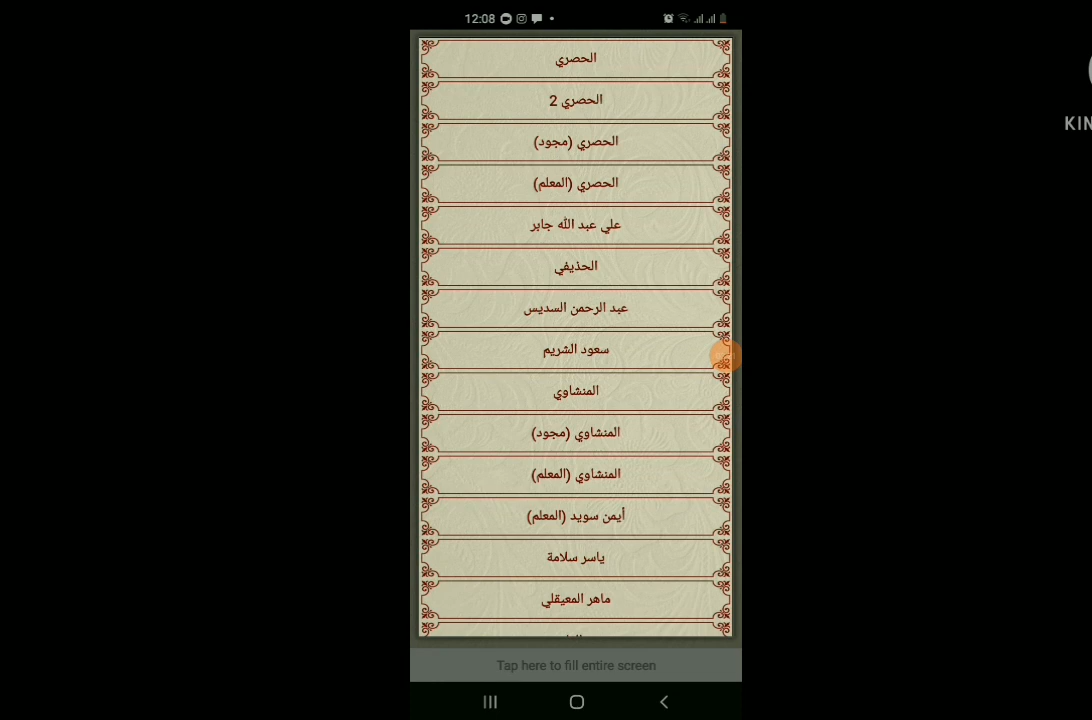 12:08
الحصري
الحصري 2
الحصري (مجود)
الحصري (المعلم)
علي عبد الله جابر
الحذيفي
عبد الرحمن السديس
سعود الشريم
المنشاوي
المنشاوي (مجود)
المنشاوي (المعلم)
أيمن سويد (المعلم)
ياسر سلامة
ماهر المعيقلي
Tap here to fill entire screen
KIN